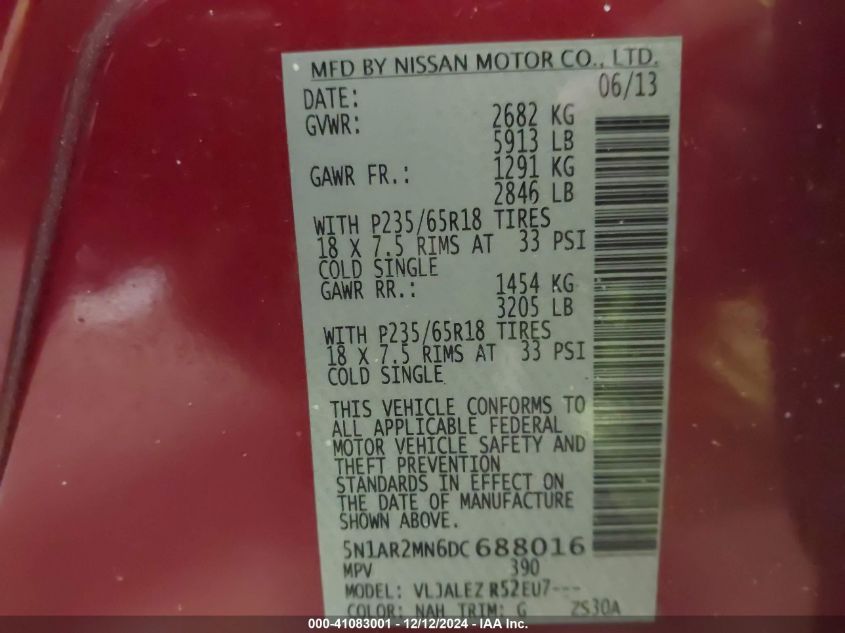 MFD BY NISSAN MOTOR CO., LTD.
DATE: 06/13
GVWR: 2682 KG
5913 LB
GAWR FR.: 1291 KG
2846 LB
WITH P235/65R18 TIRES
18 X 7.5 RIMS AT 33 PSI
COLD SINGLE
GAWR RR.: 1454 KG
3205 LB
WITH P235/65R18 TIRES
18 X 7.5 RIMS AT 33 PSI
COLD SINGLE
THIS VEHICLE CONFORMS TO
ALL APPLICABLE FEDERAL
MOTOR VEHICLE SAFETY AND
THEFT PREVENTION
STANDARDS IN EFFECT ON
THE DATE OF MANUFACTURE
SHOWN ABOVE.
5N1AR2MN6DC688016
MPV 390
MODEL: VLJALEZ R52EU7---
COLOR: NAH TRIM: G ZS30A
000-41083001 - 12/12/2024 - IAA Inc.